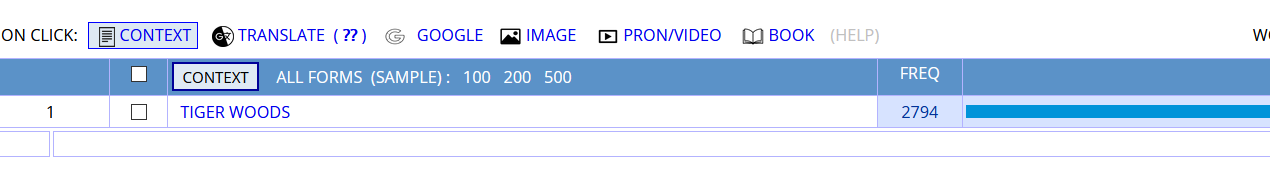 ON CLICK: CONTEXT TRANSLATE ( ?? ) GOOGLE IMAGE PRON/VIDEO BOOK (HELP)
CONTEXT ALL FORMS (SAMPLE) : 100 200 500 FREQ
1 TIGER WOODS 2794